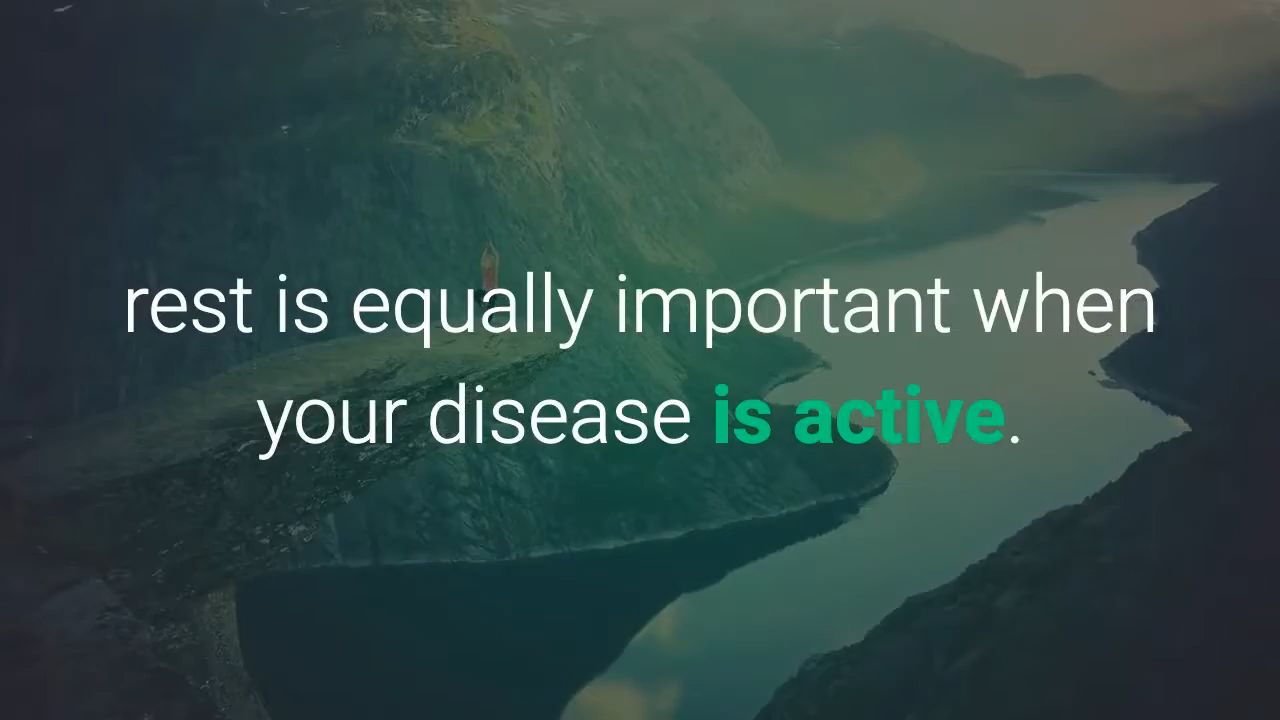 rest is equally important when
your disease is active.